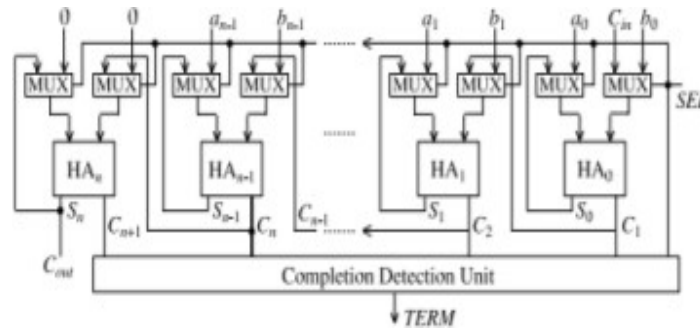 0 0 a_{n-1} b_{n-1} a_1 b_1 a_0 C_{in} b_0
MUX MUX MUX MUX MUX MUX MUX MUX
SEL
HA_n HA_{n-1} HA_1 HA_0
S_n C_{n+1} S_{n-1} C_n C_{n-1} S_1 C_2 S_0 C_1
C_{out}
Completion Detection Unit
TERM